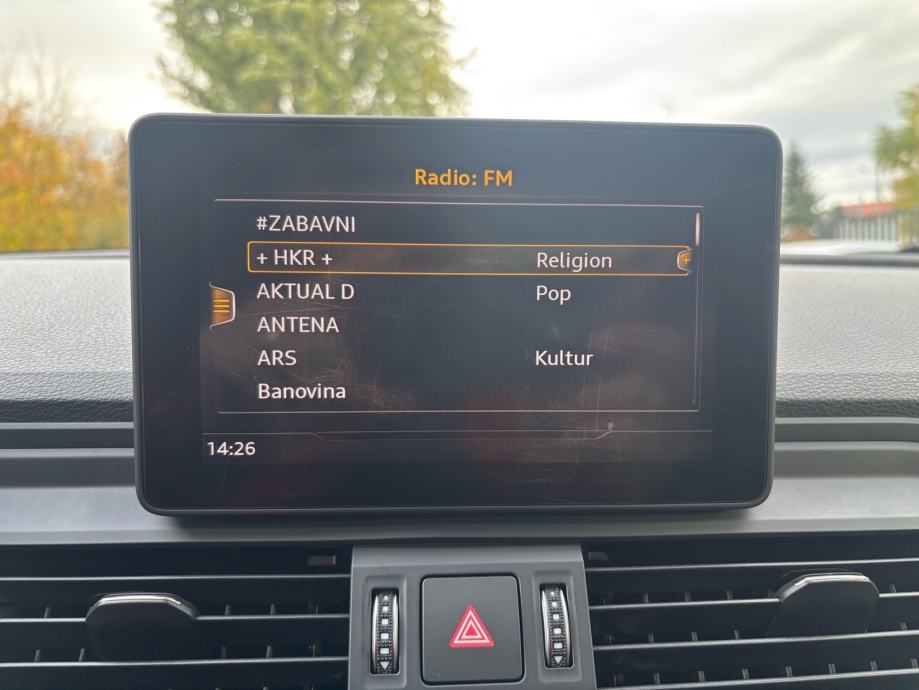 Radio: FM
#ZABAVNI
+ HKR + Religion
AKTUAL D Pop
ANTENA
ARS Kultur
Banovina
14:26